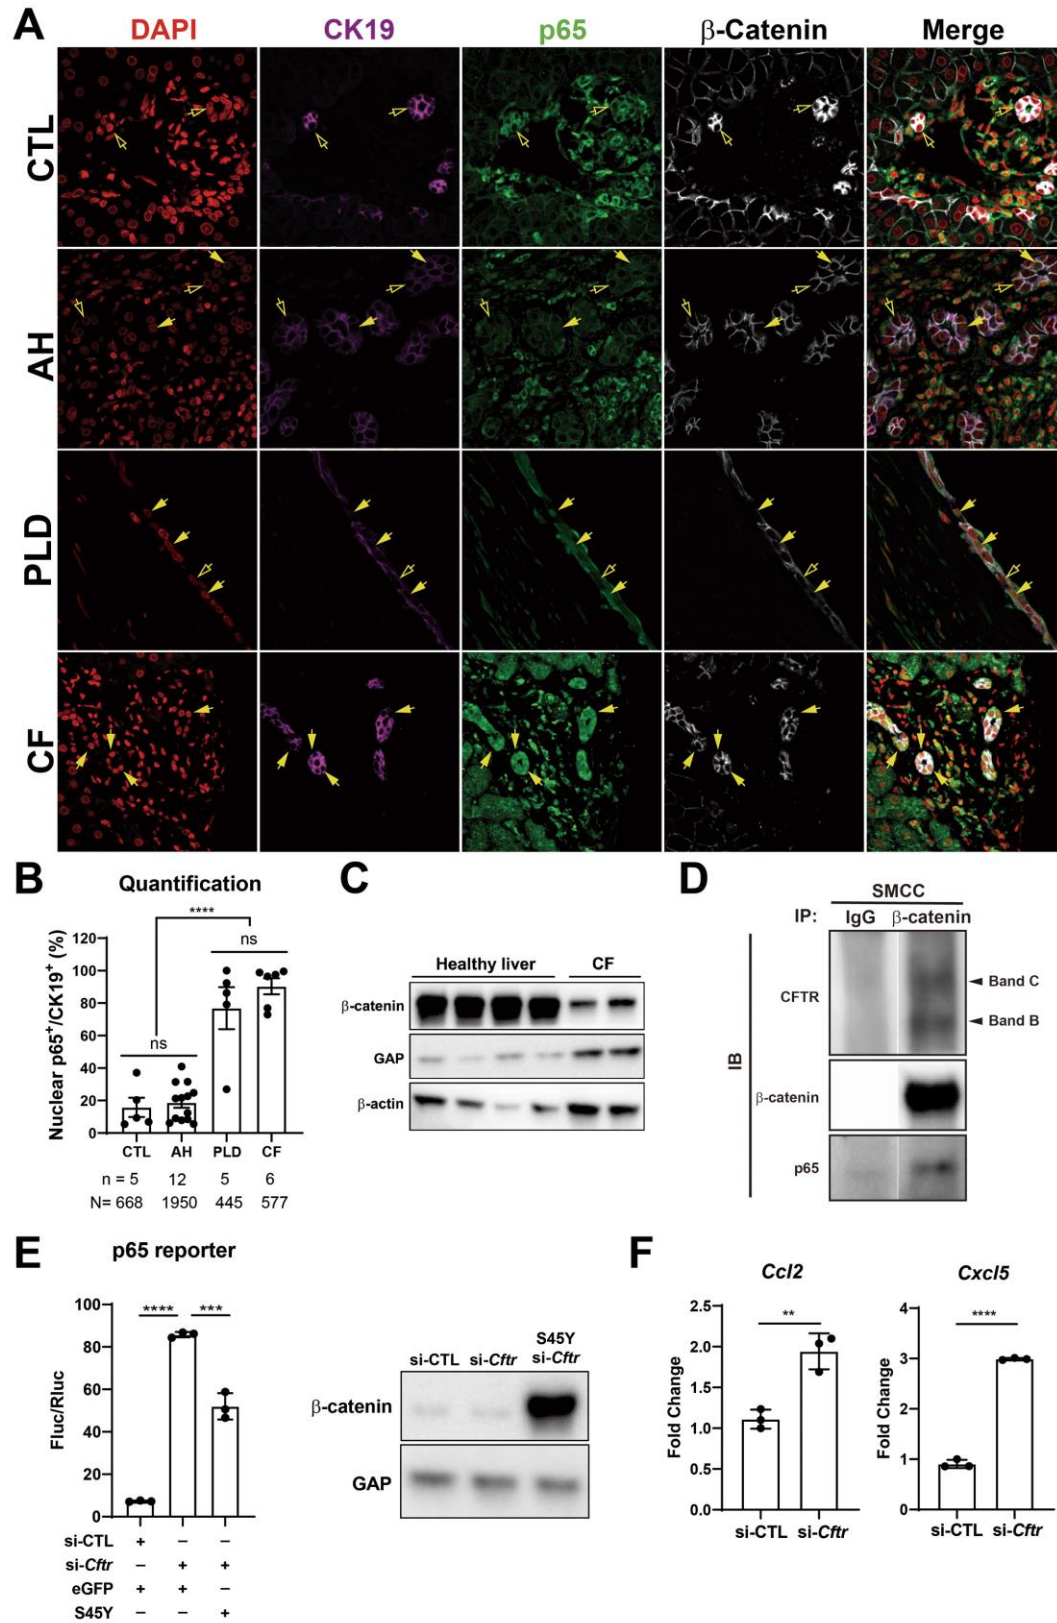 A
DAPI CK19 p65 β-Catenin Merge
CTL
AH
PLD
CF
B
Quantification
****
ns
ns
Nuclear p65+/CK19+ (%)
120
100
80
60
40
20
0
CTL AH PLD CF
n = 5 12 5 6
N= 668 1950 445 577
C
Healthy liver CF
β-catenin
GAP
β-actin
D
SMCC
IP: IgG β-catenin
IB
CFTR
Band C
Band B
β-catenin
p65
E
p65 reporter
**** ***
Fluc/Rluc
100
80
60
40
20
0
si-CTL + – –
si-Cftr – + +
eGFP + + –
S45Y – – +
S45Y
si-CTL si-Cftr si-Cftr
β-catenin
GAP
F
Ccl2
**
Fold Change
2.5
2.0
1.5
1.0
0.5
0.0
si-CTL si-Cftr
Cxcl5
****
Fold Change
4
3
2
1
0
si-CTL si-Cftr